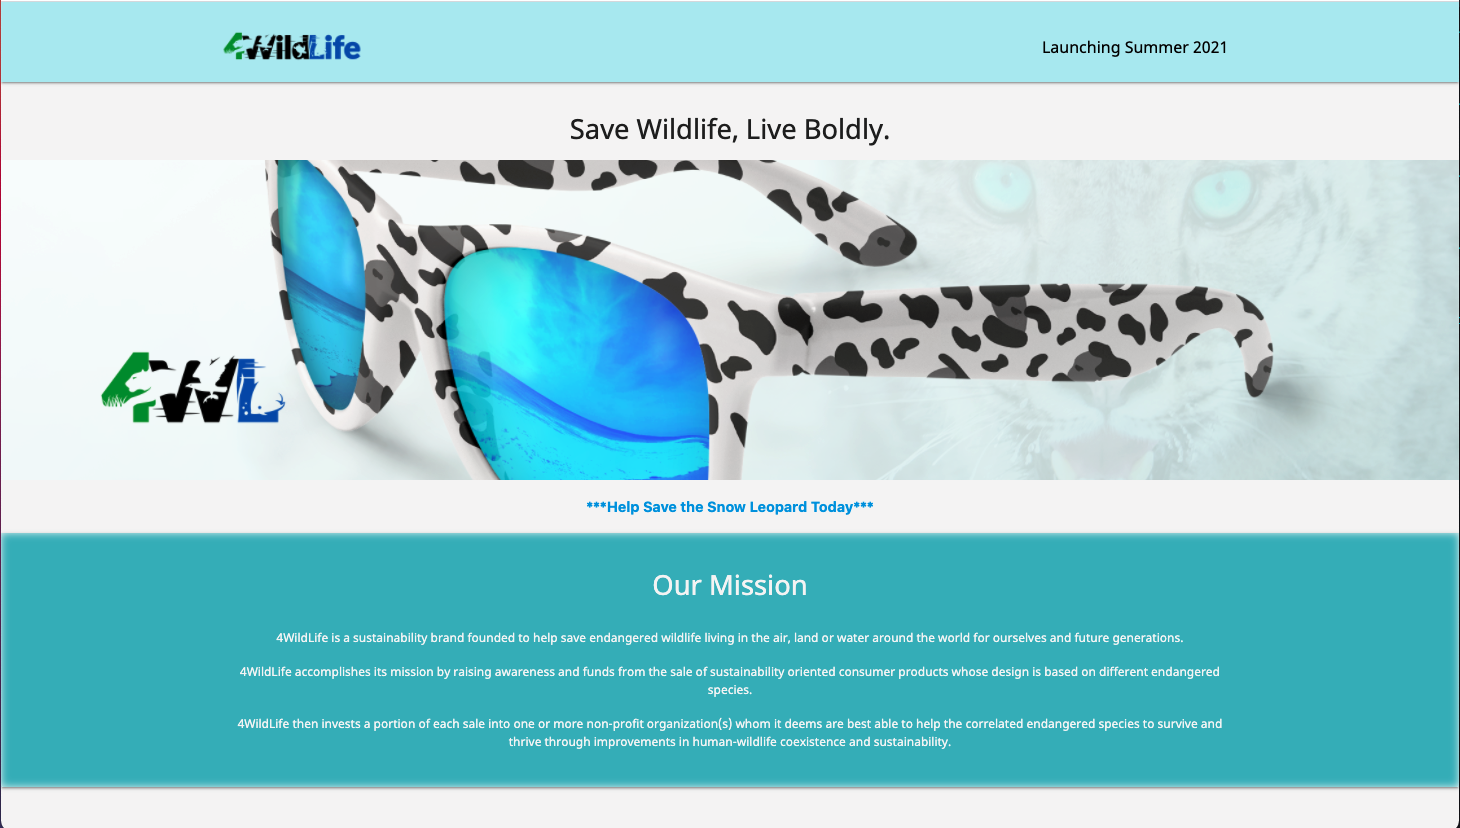 4WildLife
Launching Summer 2021
Save Wildlife, Live Boldly.
4WL
***Help Save the Snow Leopard Today***
Our Mission
4WildLife is a sustainability brand founded to help save endangered wildlife living in the air, land or water around the world for ourselves and future generations.
4WildLife accomplishes its mission by raising awareness and funds from the sale of sustainability oriented consumer products whose design is based on different endangered
species.
4WildLife then invests a portion of each sale into one or more non-profit organization(s) whom it deems are best able to help the correlated endangered species to survive and
thrive through improvements in human-wildlife coexistence and sustainability.